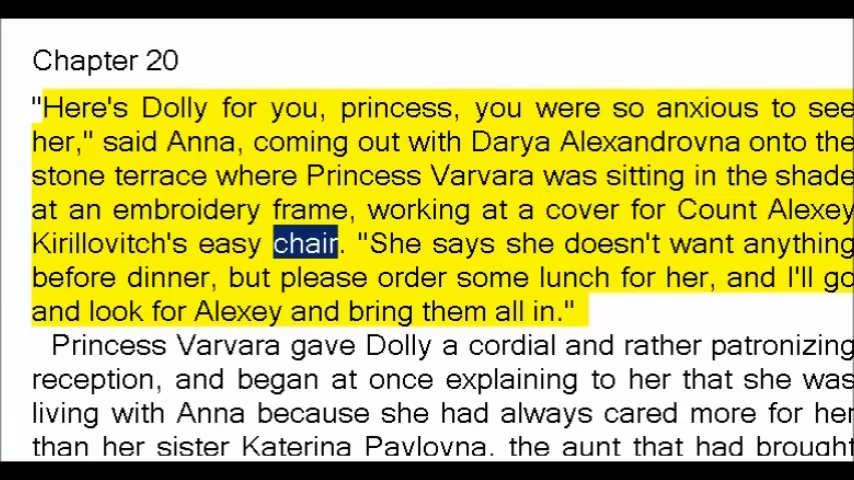 Chapter 20
"Here's Dolly for you, princess, you were so anxious to see
her," said Anna, coming out with Darya Alexandrovna onto the
stone terrace where Princess Varvara was sitting in the shade
at an embroidery frame, working at a cover for Count Alexey
Kirillovitch's easy chair. "She says she doesn't want anything
before dinner, but please order some lunch for her, and I'll go
and look for Alexey and bring them all in."
Princess Varvara gave Dolly a cordial and rather patronizing
reception, and began at once explaining to her that she was
living with Anna because she had always cared more for her
than her sister Katerina Pavlovna, the aunt that had brought